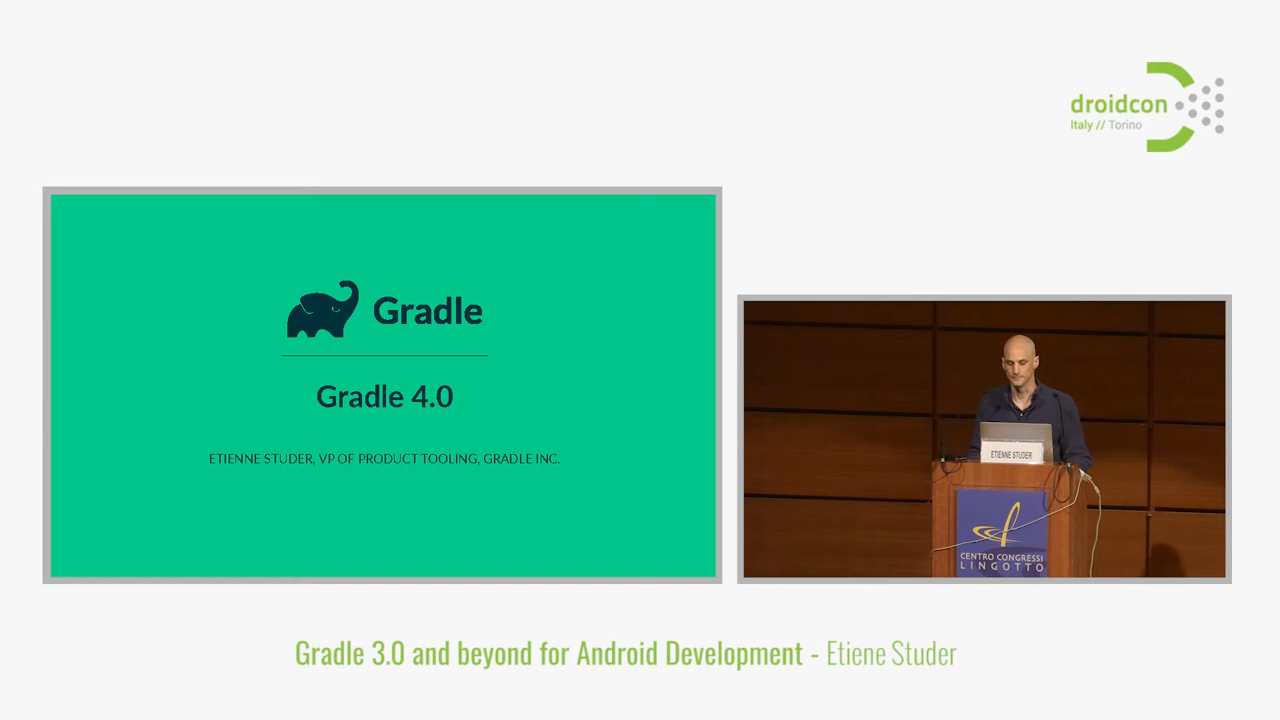 droidcon
Italy // Torino
Gradle
Gradle 4.0
ETIENNE STUDER, VP OF PRODUCT TOOLING, GRADLE INC.
ETIENNE STUDER
CENTRO CONGRESSI
LINGOTTO
Gradle 3.0 and beyond for Android Development - Etiene Studer